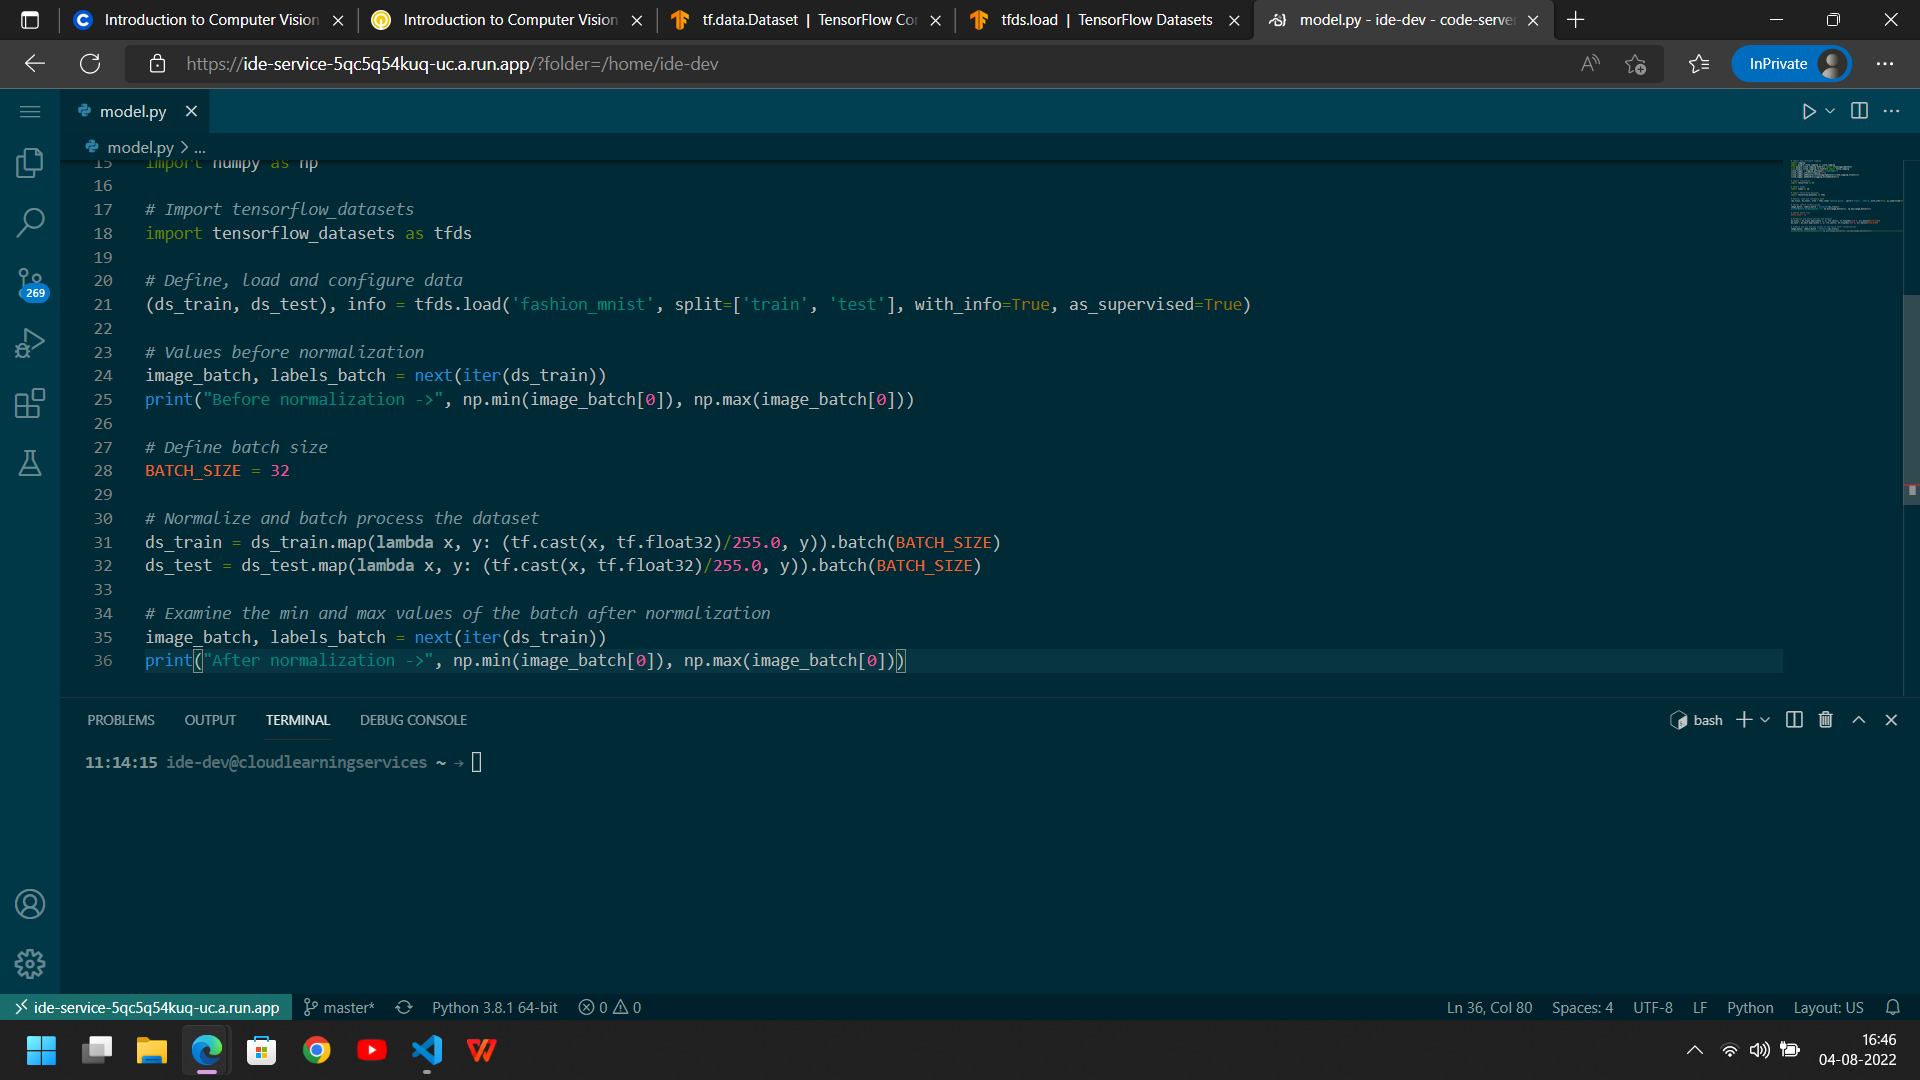 Introduction to Computer Vision
Introduction to Computer Vision
tf.data.Dataset | TensorFlow Cor
tfds.load | TensorFlow Datasets
model.py - ide-dev - code-server
https://ide-service-5qc5q54kuq-uc.a.run.app/?folder=/home/ide-dev
InPrivate
model.py
model.py > ...
15 import numpy as np
16
17 # Import tensorflow_datasets
18 import tensorflow_datasets as tfds
19
20 # Define, load and configure data
21 (ds_train, ds_test), info = tfds.load('fashion_mnist', split=['train', 'test'], with_info=True, as_supervised=True)
22
23 # Values before normalization
24 image_batch, labels_batch = next(iter(ds_train))
25 print("Before normalization ->", np.min(image_batch[0]), np.max(image_batch[0]))
26
27 # Define batch size
28 BATCH_SIZE = 32
29
30 # Normalize and batch process the dataset
31 ds_train = ds_train.map(lambda x, y: (tf.cast(x, tf.float32)/255.0, y)).batch(BATCH_SIZE)
32 ds_test = ds_test.map(lambda x, y: (tf.cast(x, tf.float32)/255.0, y)).batch(BATCH_SIZE)
33
34 # Examine the min and max values of the batch after normalization
35 image_batch, labels_batch = next(iter(ds_train))
36 print("After normalization ->", np.min(image_batch[0]), np.max(image_batch[0]))
269
PROBLEMS OUTPUT TERMINAL DEBUG CONSOLE
bash
11:14:15 ide-dev@cloudlearningservices ~ →
ide-service-5qc5q54kuq-uc.a.run.app master* Python 3.8.1 64-bit 0 0
Ln 36, Col 80 Spaces: 4 UTF-8 LF Python Layout: US
16:46
04-08-2022